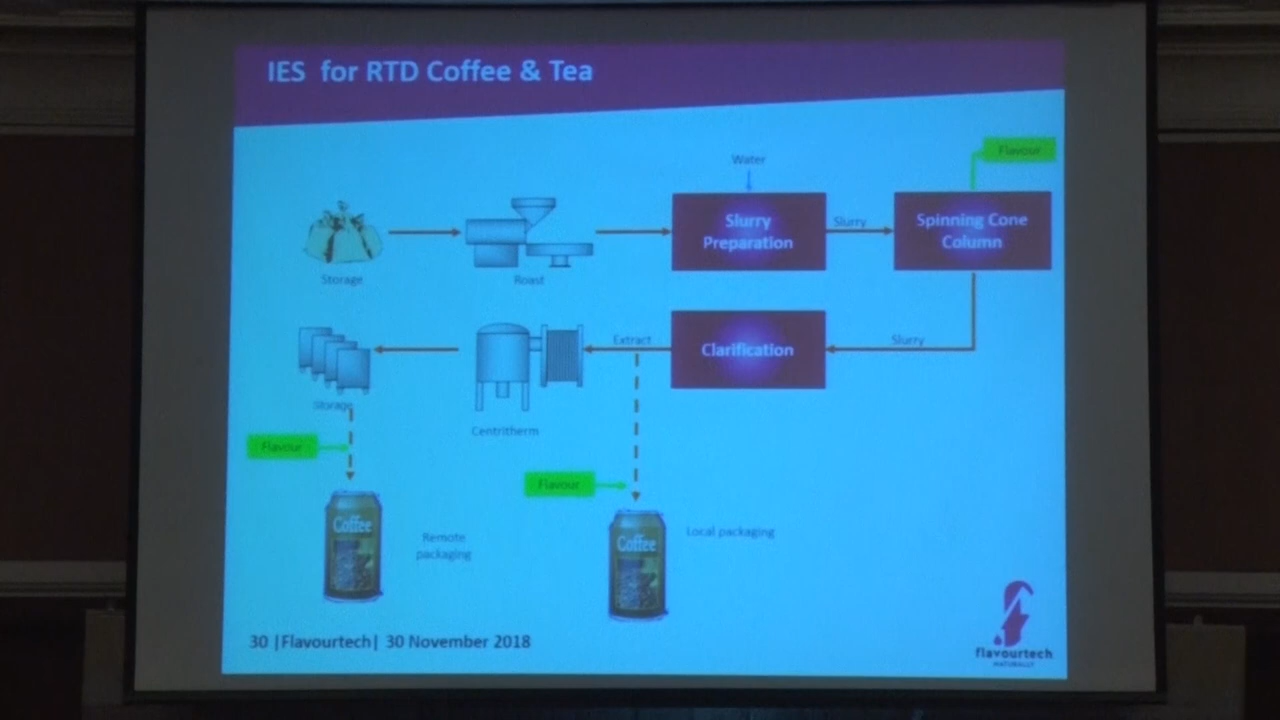 IES for RTD Coffee & Tea
Water
Flavour
Slurry
Preparation
Slurry
Spinning Cone
Column
Storage
Roast
Extract
Clarification
Slurry
Storage
Centritherm
Flavour
Flavour
Coffee
Remote
packaging
Coffee
Local packaging
30 |Flavourtech| 30 November 2018
flavourtech
NATURALLY